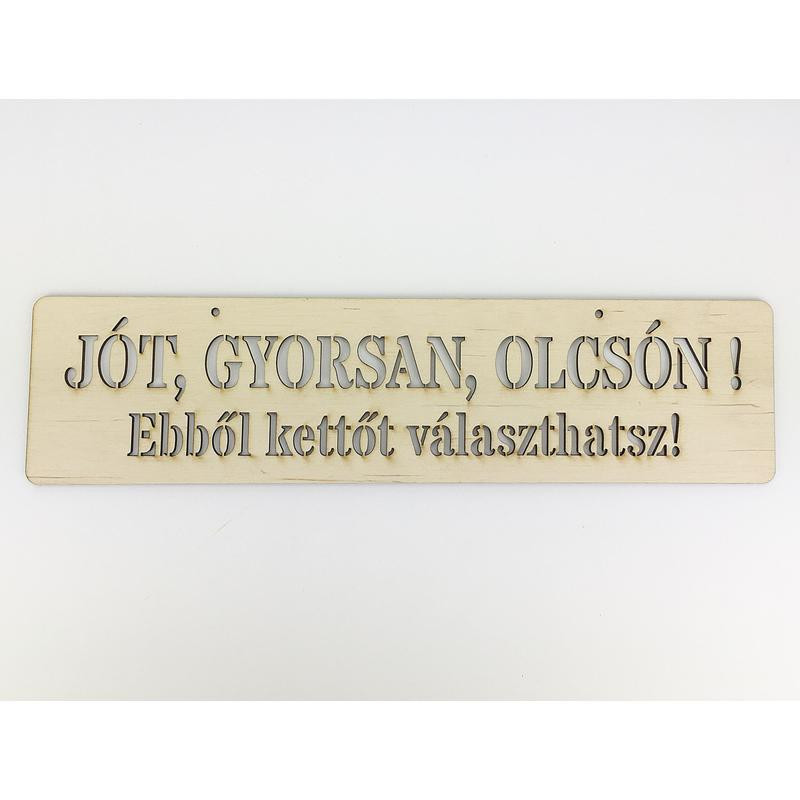 JÓT, GYORSAN, OLCSÓN !
Ebből kettőt választhatsz!